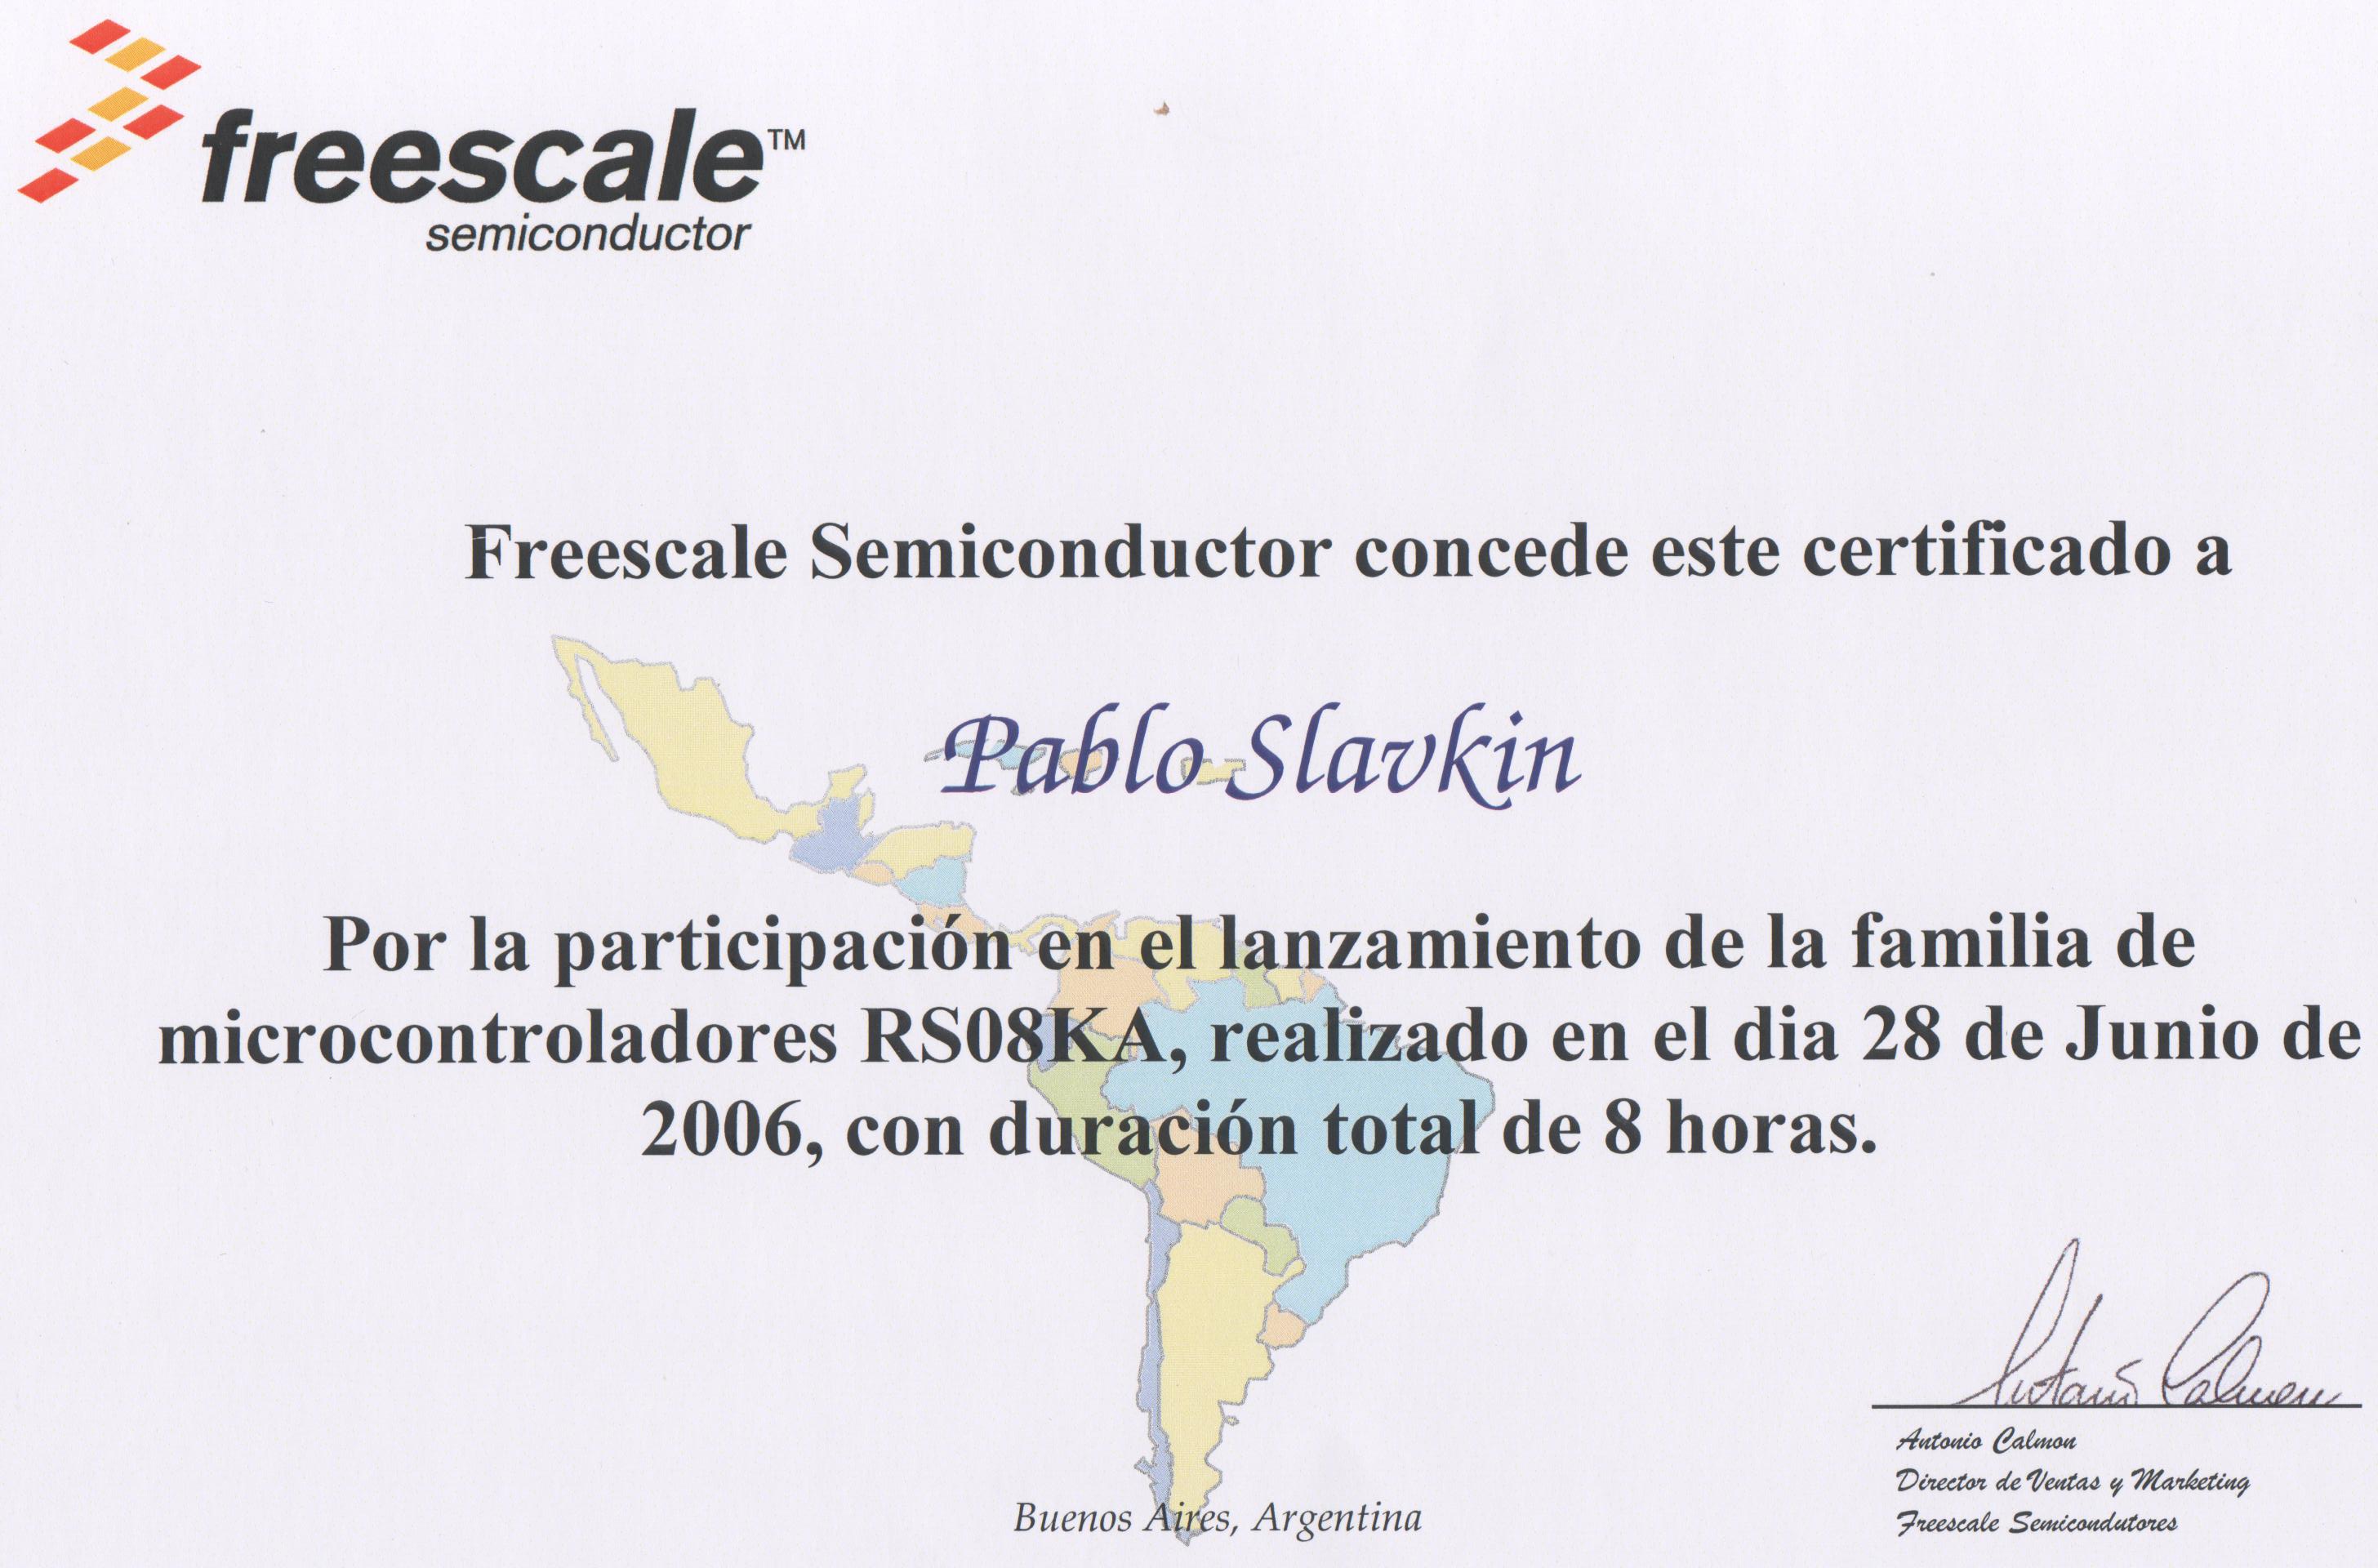 freescale™
semiconductor
Freescale Semiconductor concede este certificado a
Pablo Slavkin
Por la participación en el lanzamiento de la familia de
microcontroladores RS08KA, realizado en el dia 28 de Junio de
2006, con duración total de 8 horas.
Antonio Calmon
Antonio Calmon
Director de Ventas y Marketing
Freescale Semicondutores
Buenos Aires, Argentina